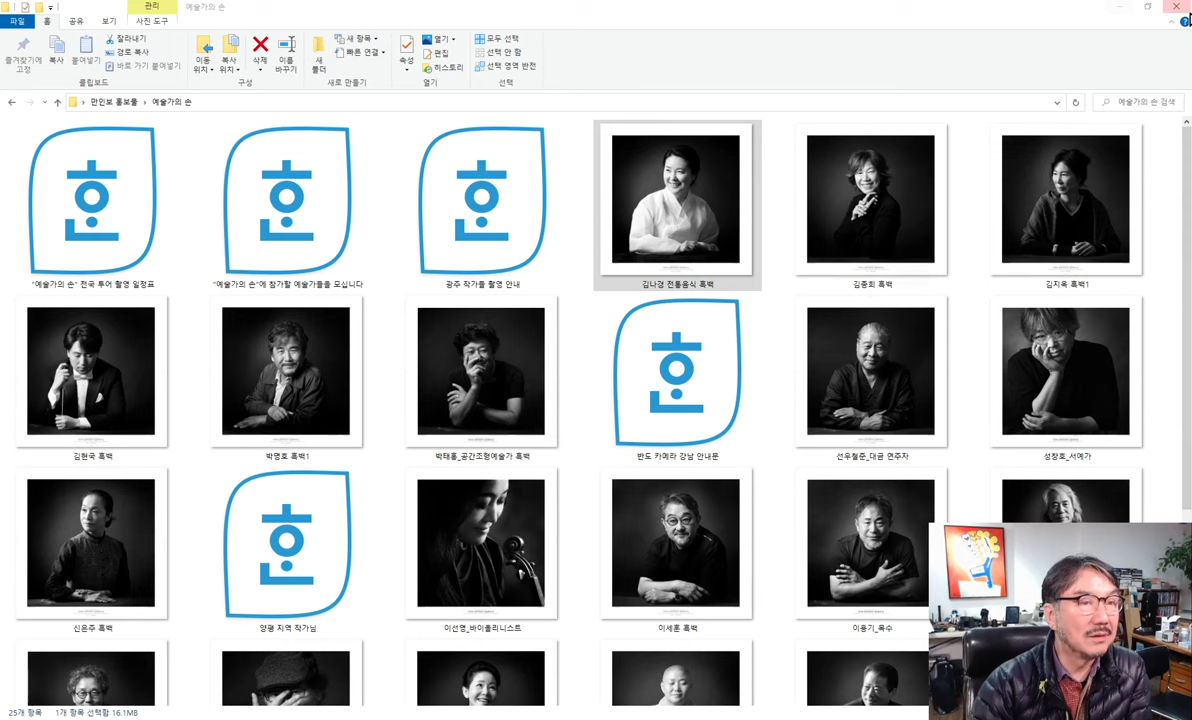 관리
예술가의 손
파일
홈
공유
보기
사진 도구
즐겨찾기에 고정
복사
붙여넣기
잘라내기
경로 복사
바로 가기 붙여넣기
클립보드
이동 위치
복사 위치
삭제
이름 바꾸기
구성
새 폴더
새 항목
빠른 연결
새로 만들기
속성
열기
편집
히스토리
열기
모두 선택
선택 안 함
선택 영역 반전
선택
만인보 홍보물 › 예술가의 손
예술가의 손 검색
한
한
한
"예술가의 손" 전국 투어 촬영 일정표
"예술가의 손"에 참가할 예술가들을 모십니다
광주 작가들 촬영 안내
김나경 전통음식 흑백
김종희 흑백
김지욱 흑백1
한
김현국 흑백
박명호 흑백1
박태홍_공간조형예술가 흑백
반도 카메라 강남 안내문
선우철준_대금 연주자
성창호_서예가
한
신은주 흑백
양평 지역 작가님
이선영_바이올리니스트
이세훈 흑백
이용기_목수
25개 항목
1개 항목 선택함 16.1MB